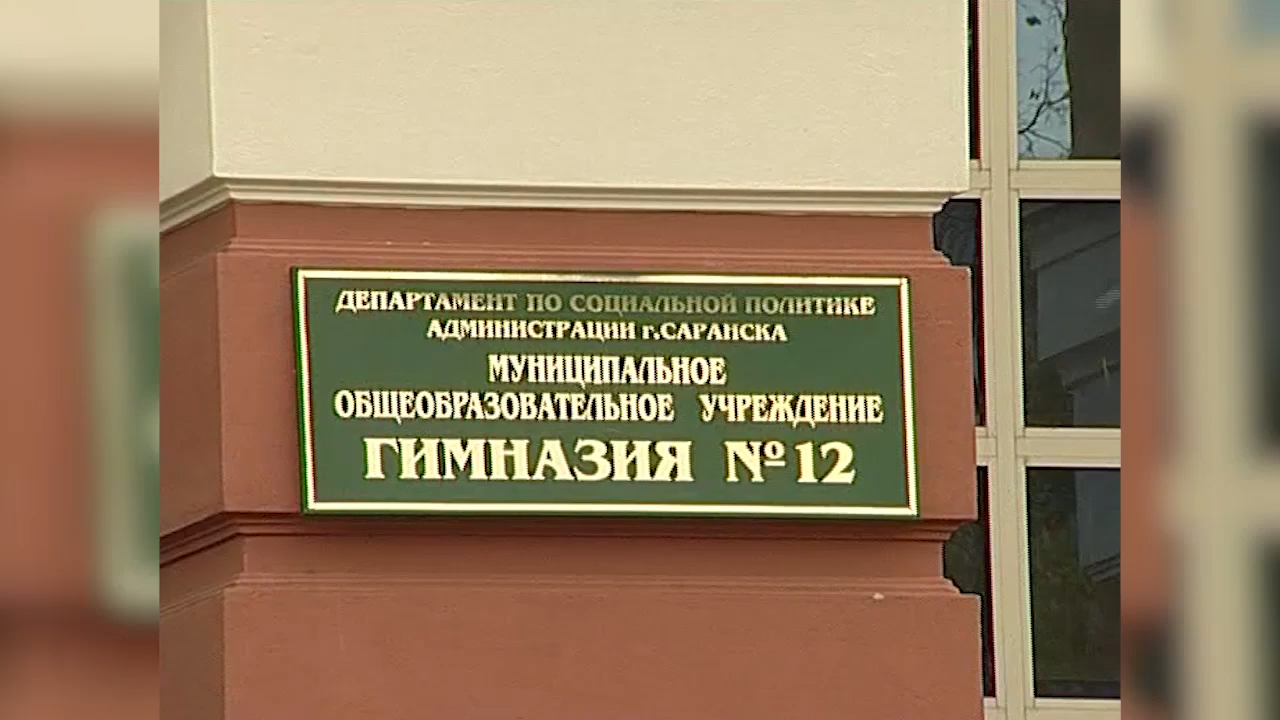 ДЕПАРТАМЕНТ ПО СОЦИАЛЬНОЙ ПОЛИТИКЕ
АДМИНИСТРАЦИИ г.САРАНСКА
МУНИЦИПАЛЬНОЕ
ОБЩЕОБРАЗОВАТЕЛЬНОЕ УЧРЕЖДЕНИЕ
ГИМНАЗИЯ №12